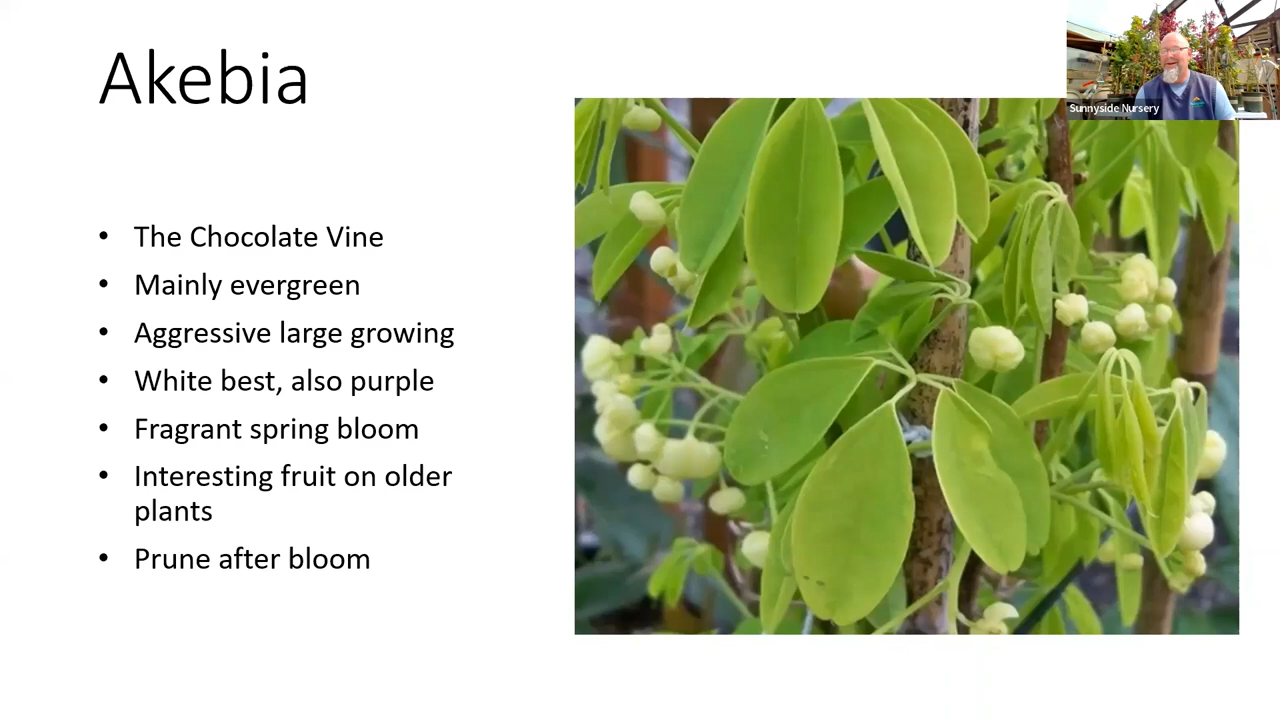 Akebia
Sunnyside Nursery
• The Chocolate Vine
• Mainly evergreen
• Aggressive large growing
• White best, also purple
• Fragrant spring bloom
• Interesting fruit on older
plants
• Prune after bloom